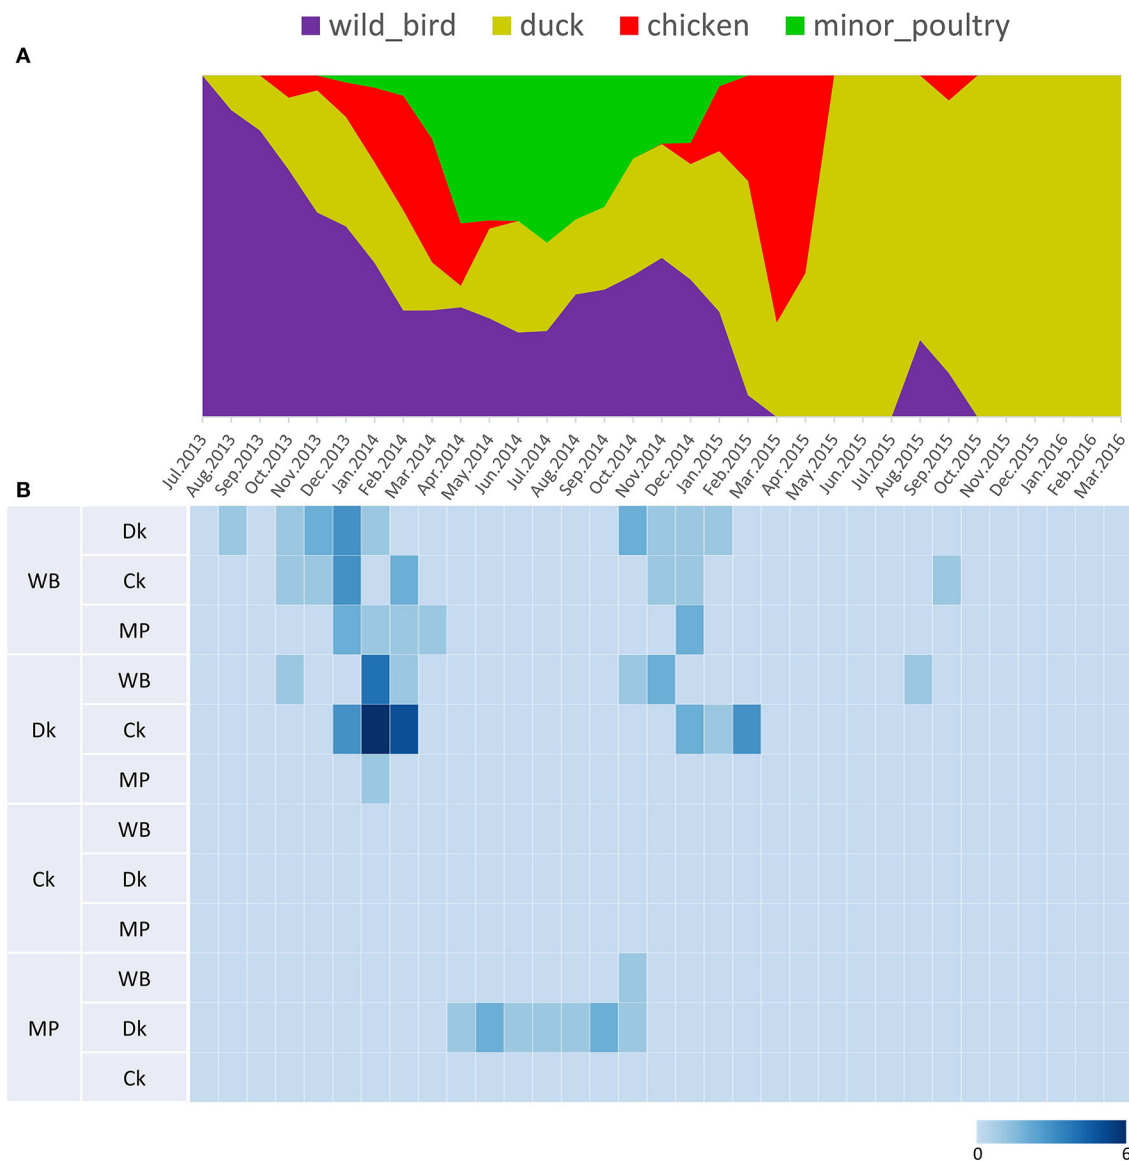 wild_bird duck chicken minor_poultry
A
Jul.2013 Aug.2013 Sep.2013 Oct.2013 Nov.2013 Dec.2013 Jan.2014 Feb.2014 Mar.2014 Apr.2014 May.2014 Jun.2014 Jul.2014 Aug.2014 Sep.2014 Oct.2014 Nov.2014 Dec.2014 Jan.2015 Feb.2015 Mar.2015 Apr.2015 May.2015 Jun.2015 Jul.2015 Aug.2015 Sep.2015 Oct.2015 Nov.2015 Dec.2015 Jan.2016 Feb.2016 Mar.2016
B
Dk
WB Ck
MP
WB
Dk Ck
MP
WB
Ck Dk
MP
WB
MP Dk
Ck
0 6